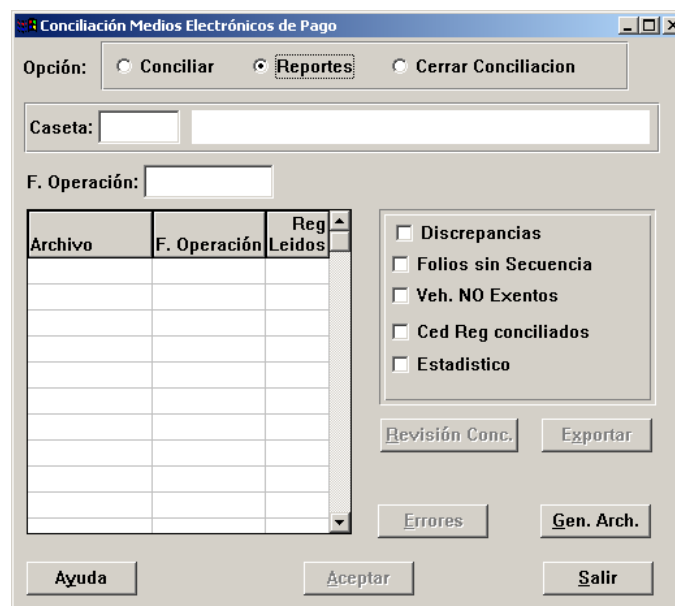 Conciliación Medios Electrónicos de Pago
Opción: Conciliar Reportes Cerrar Conciliacion
Caseta:
F. Operación:
Archivo F. Operación Reg Leidos
Discrepancias
Folios sin Secuencia
Veh. NO Exentos
Ced Reg conciliados
Estadistico
Revisión Conc. Exportar
Errores Gen. Arch.
Ayuda Aceptar Salir